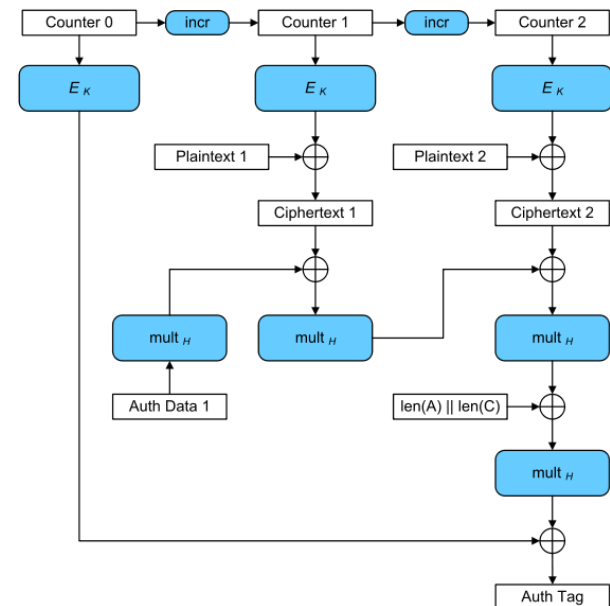 Counter 0
incr
Counter 1
incr
Counter 2
E K
E K
E K
Plaintext 1
Plaintext 2
Ciphertext 1
Ciphertext 2
mult H
mult H
mult H
Auth Data 1
len(A) || len(C)
mult H
Auth Tag